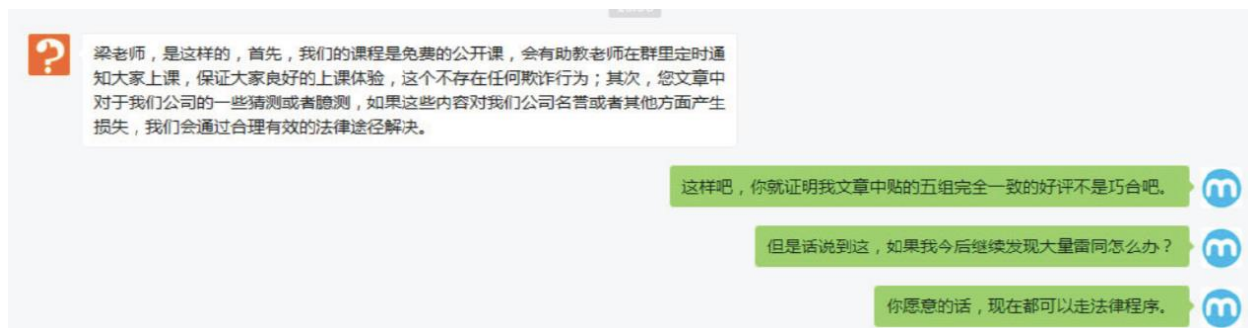 梁老师，是这样的，首先，我们的课程是免费的公开课，会有助教老师在群里定时通
知大家上课，保证大家良好的上课体验，这个不存在任何欺诈行为；其次，您文章中
对于我们公司的一些猜测或者臆测，如果这些内容对我们公司名誉或者其他方面产生
损失，我们会通过合理有效的法律途径解决。
这样吧，你就证明我文章中贴的五组完全一致的好评不是巧合吧。
但是话说到这，如果我今后继续发现大量雷同怎么办？
你愿意的话，现在都可以走法律程序。